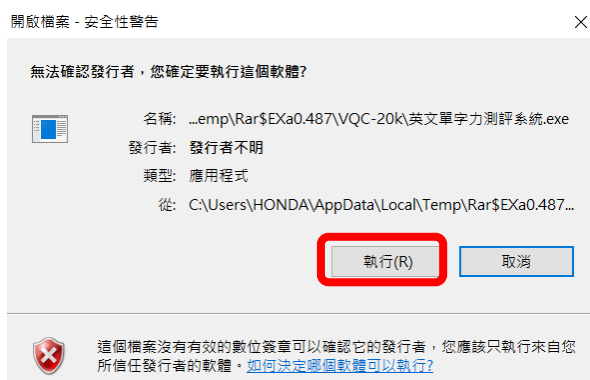 開啟檔案 - 安全性警告
無法確認發行者，您確定要執行這個軟體?
名稱: ...emp\Rar$EXa0.487\VQC-20k\英文單字力測評系統.exe
發行者: 發行者不明
類型: 應用程式
從: C:\Users\HONDA\AppData\Local\Temp\Rar$EXa0.487...
執行(R) 取消
這個檔案沒有有效的數位簽章可以確認它的發行者，您應該只執行來自您
所信任發行者的軟體。如何決定哪個軟體可以執行?